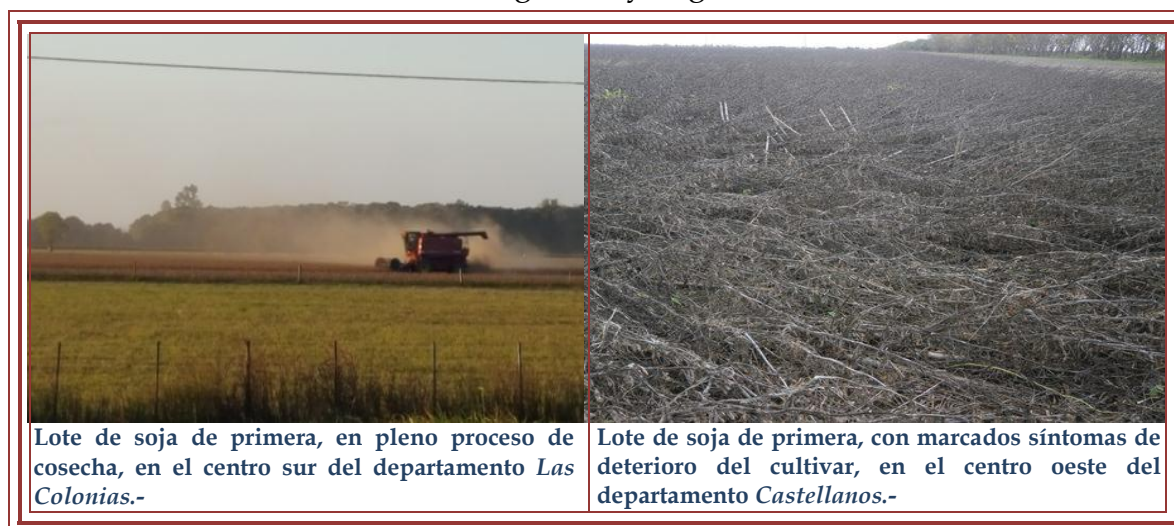 Lote de soja de primera, en pleno proceso de
cosecha, en el centro sur del departamento Las
Colonias.-
Lote de soja de primera, con marcados síntomas de
deterioro del cultivar, en el centro oeste del
departamento Castellanos.-